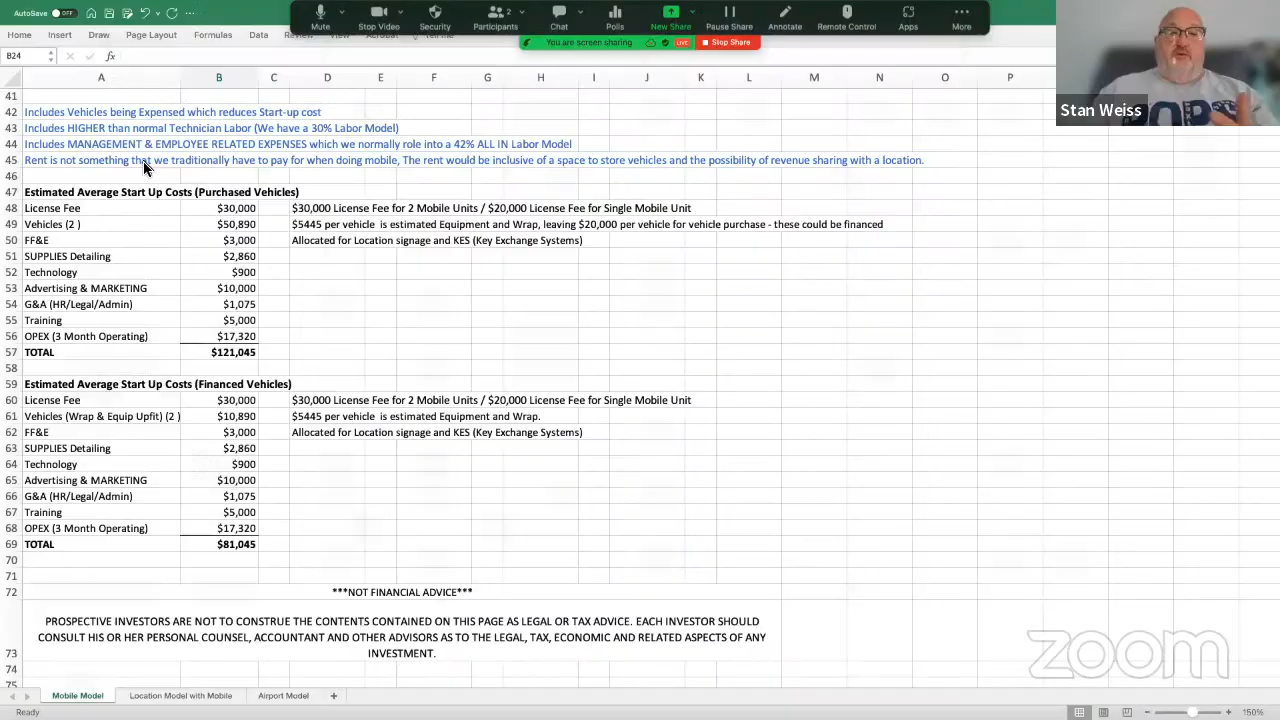 AutoSave OFF
Mute Stop Video Security Participants 2 Chat Polls New Share Pause Share Annotate Remote Control Apps More
You are screen sharing LIVE Stop Share
Home Insert Draw Page Layout Formulas Data
B24 fx
A B C D E F G H I J K L M N O P
Stan Weiss
41
42 Includes Vehicles being Expensed which reduces Start-up cost
43 Includes HIGHER than normal Technician Labor (We have a 30% Labor Model)
44 Includes MANAGEMENT & EMPLOYEE RELATED EXPENSES which we normally role into a 42% ALL IN Labor Model
45 Rent is not something that we traditionally have to pay for when doing mobile, The rent would be inclusive of a space to store vehicles and the possibility of revenue sharing with a location.
46
47 Estimated Average Start Up Costs (Purchased Vehicles)
48 License Fee $30,000 $30,000 License Fee for 2 Mobile Units / $20,000 License Fee for Single Mobile Unit
49 Vehicles (2 ) $50,890 $5445 per vehicle is estimated Equipment and Wrap, leaving $20,000 per vehicle for vehicle purchase - these could be financed
50 FF&E $3,000 Allocated for Location signage and KES (Key Exchange Systems)
51 SUPPLIES Detailing $2,860
52 Technology $900
53 Advertising & MARKETING $10,000
54 G&A (HR/Legal/Admin) $1,075
55 Training $5,000
56 OPEX (3 Month Operating) $17,320
57 TOTAL $121,045
58
59 Estimated Average Start Up Costs (Financed Vehicles)
60 License Fee $30,000 $30,000 License Fee for 2 Mobile Units / $20,000 License Fee for Single Mobile Unit
61 Vehicles (Wrap & Equip Upfit) (2 ) $10,890 $5445 per vehicle is estimated Equipment and Wrap.
62 FF&E $3,000 Allocated for Location signage and KES (Key Exchange Systems)
63 SUPPLIES Detailing $2,860
64 Technology $900
65 Advertising & MARKETING $10,000
66 G&A (HR/Legal/Admin) $1,075
67 Training $5,000
68 OPEX (3 Month Operating) $17,320
69 TOTAL $81,045
70
71
72 ***NOT FINANCIAL ADVICE***
PROSPECTIVE INVESTORS ARE NOT TO CONSTRUE THE CONTENTS CONTAINED ON THIS PAGE AS LEGAL OR TAX ADVICE. EACH INVESTOR SHOULD
CONSULT HIS OR HER PERSONAL COUNSEL, ACCOUNTANT AND OTHER ADVISORS AS TO THE LEGAL, TAX, ECONOMIC AND RELATED ASPECTS OF ANY
73 INVESTMENT.
74
75
zoom
Mobile Model Location Model with Mobile Airport Model +
Ready 150%